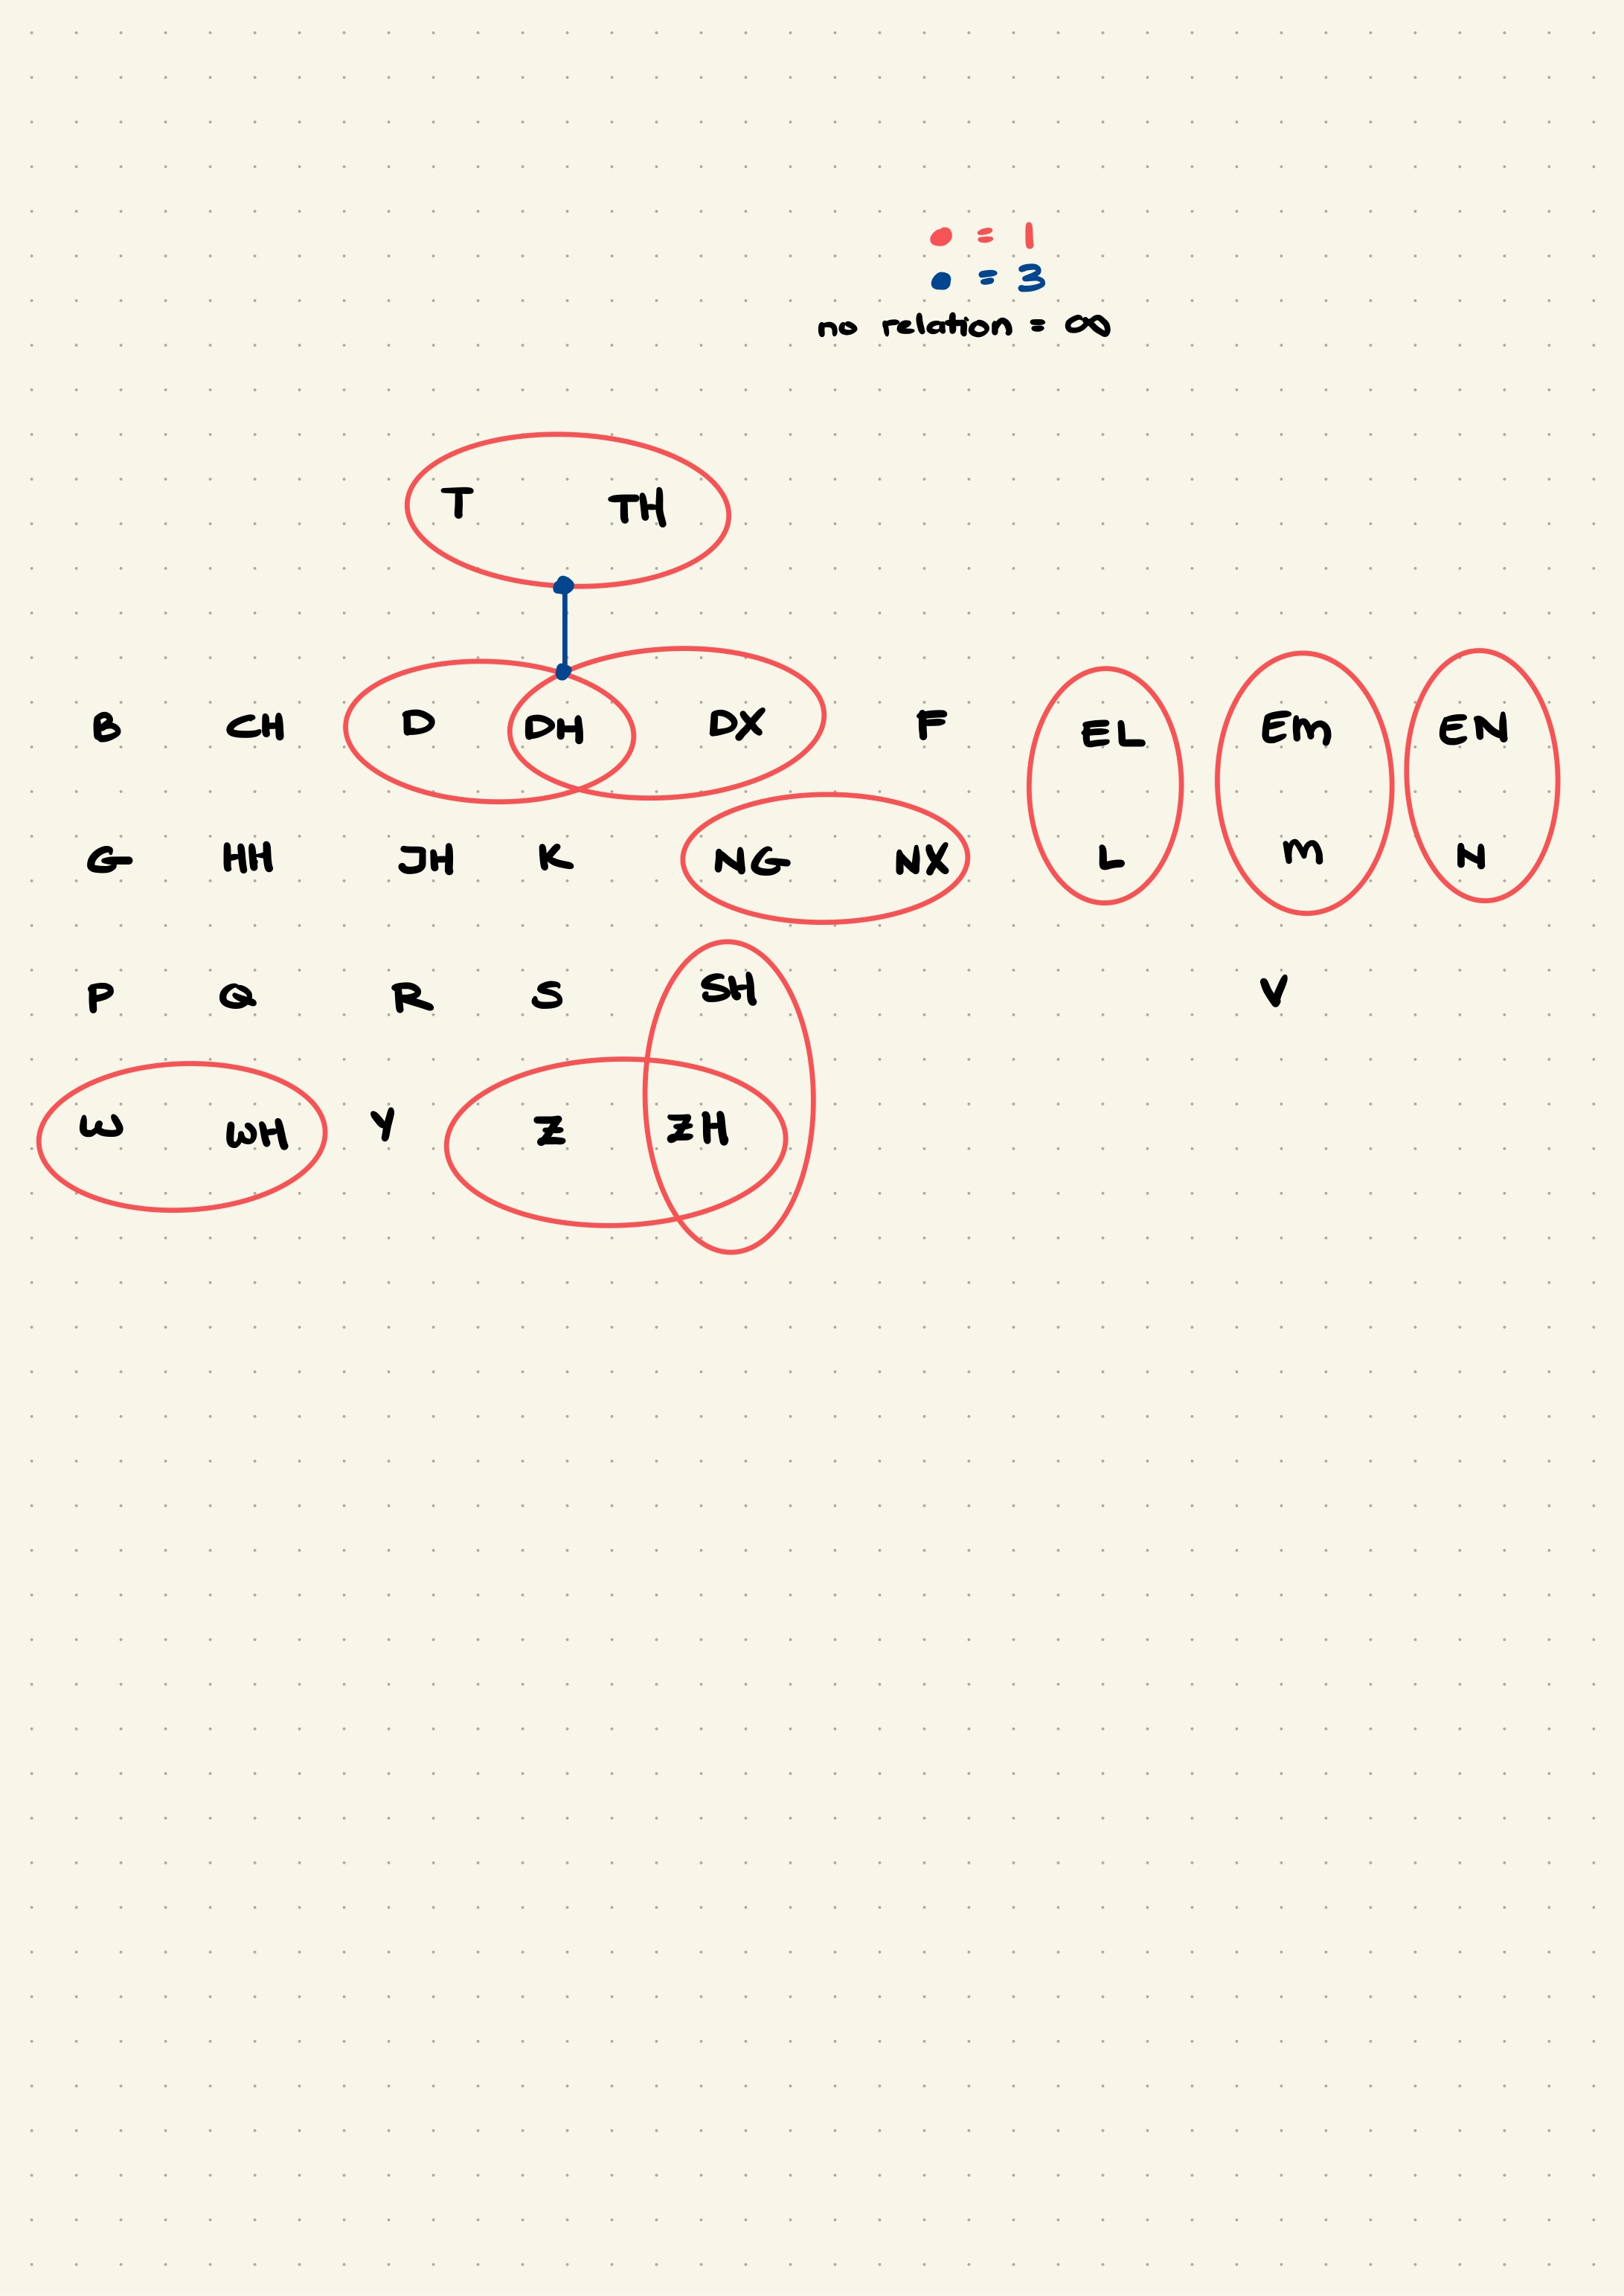 ● = 1
● = 3
no relation = ∞
T TH
B CH D DH DX F EL Em EN
G HH JH K NG NX L m N
P Q R S SH V
W WH Y Z ZH